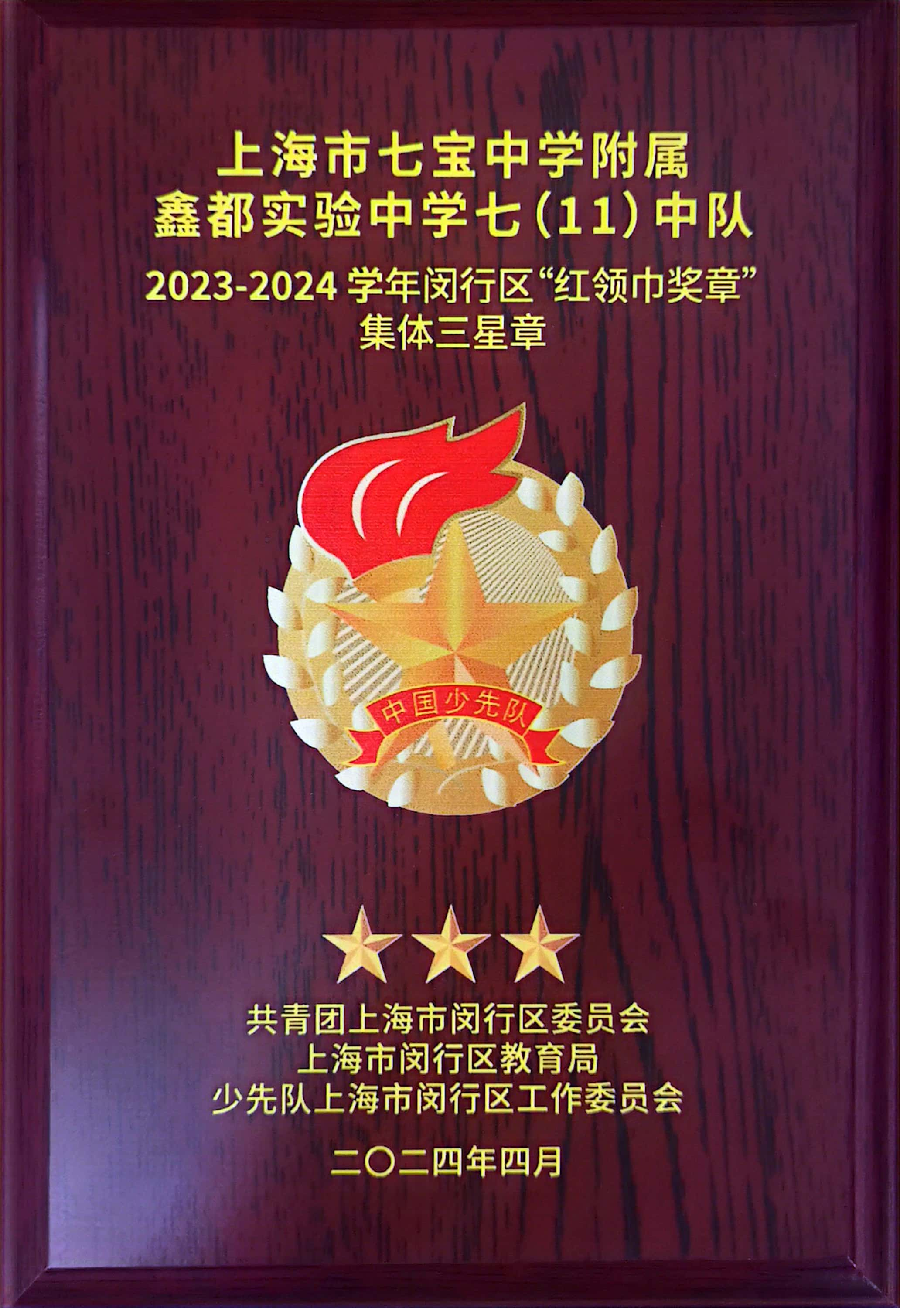 上海市七宝中学附属
鑫都实验中学七（11）中队
2023-2024 学年闵行区“红领巾奖章”
集体三星章
中国少先队
共青团上海市闵行区委员会
上海市闵行区教育局
少先队上海市闵行区工作委员会
二〇二四年四月